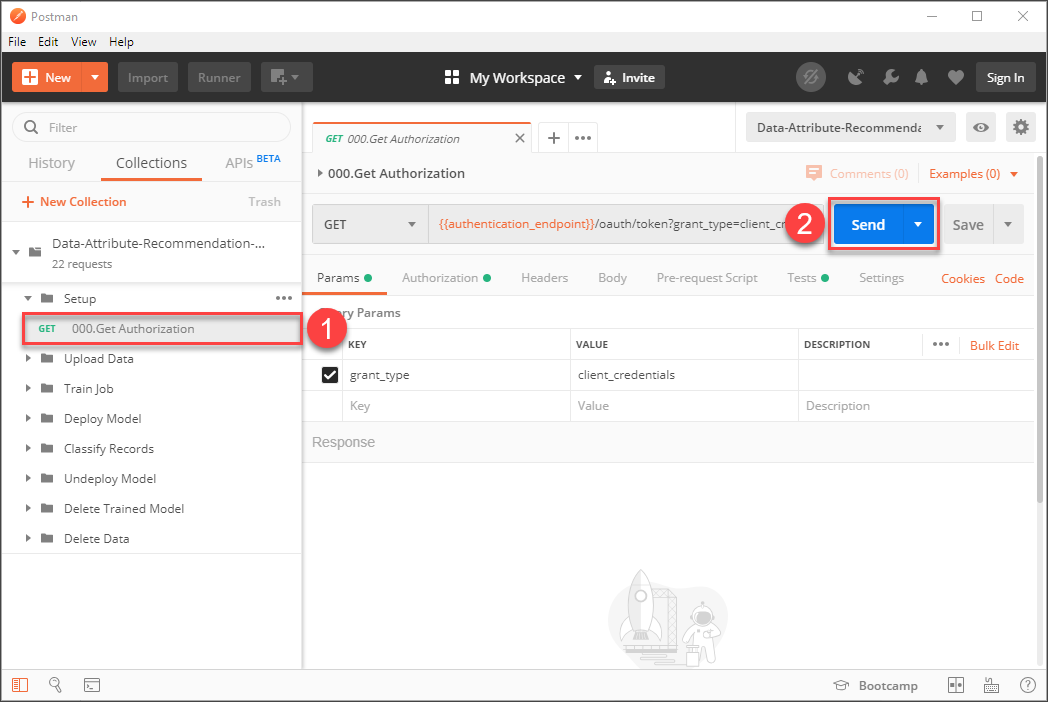 Postman
File Edit View Help
New Import Runner My Workspace Invite Sign In
Filter
History Collections APIs BETA
New Collection Trash
Data-Attribute-Recommendation-...
22 requests
Setup
GET 000.Get Authorization
1
Upload Data
Train Job
Deploy Model
Classify Records
Undeploy Model
Delete Trained Model
Delete Data
GET 000.Get Authorization
Data-Attribute-Recommenda
000.Get Authorization Comments (0) Examples (0)
GET {{authentication_endpoint}}/oauth/token?grant_type=client_cr 2 Send Save
Params Authorization Headers Body Pre-request Script Tests Settings Cookies Code
ry Params
KEY VALUE DESCRIPTION Bulk Edit
grant_type client_credentials
Key Value Description
Response
Bootcamp